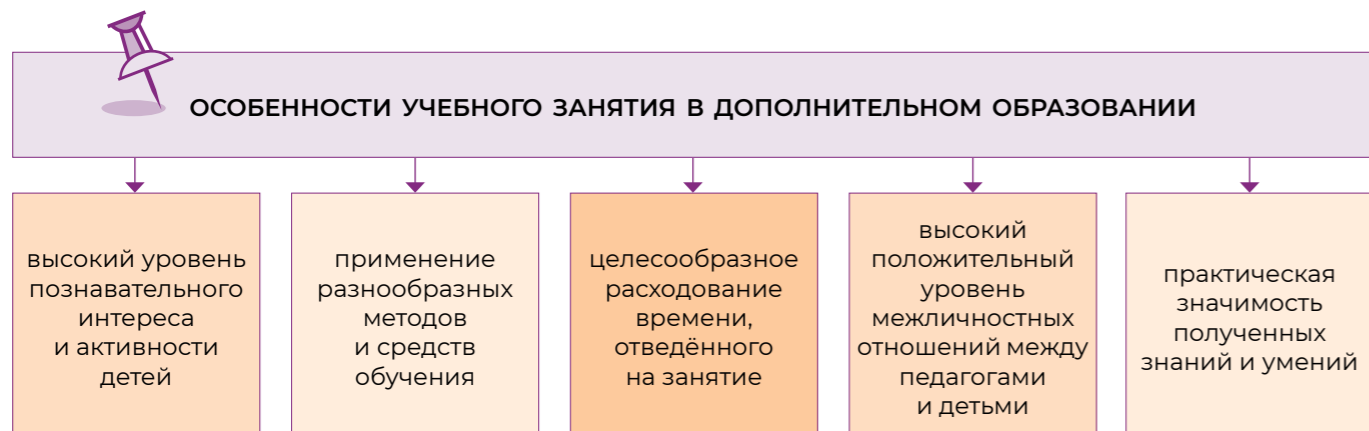 ОСОБЕННОСТИ УЧЕБНОГО ЗАНЯТИЯ В ДОПОЛНИТЕЛЬНОМ ОБРАЗОВАНИИ
высокий уровень
познавательного
интереса
и активности
детей
применение
разнообразных
методов
и средств
обучения
целесообразное
расходование
времени,
отведённого
на занятие
высокий
положительный
уровень
межличностных
отношений между
педагогами
и детьми
практическая
значимость
полученных
знаний и умений